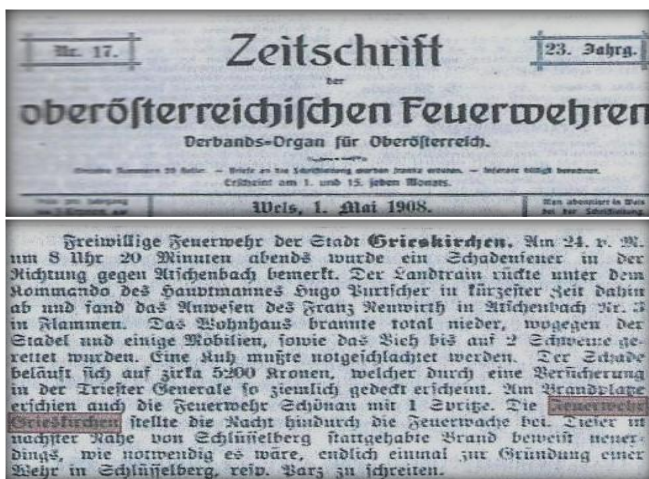 Nr. 17.
Zeitschrift
23. Jahrg.
der
oberösterreichischen Feuerwehren
Verbands-Organ für Oberösterreich.
Erscheint am 1. und 15. jeden Monats.
Wels, 1. Mai 1908.
Freiwillige Feuerwehr der Stadt Grieskirchen. Am 24. v. M.
um 8 Uhr 20 Minuten abends wurde ein Schadenfeuer in der
Richtung gegen Aischenbach bemerkt. Der Landtrain rückte unter dem
Kommando des Hauptmannes Hugo Purtscher in kürzester Zeit dahin
ab und fand das Anwesen des Franz Neuwirth in Aischenbach Nr. 3
in Flammen. Das Wohnhaus brannte total nieder, wogegen der
Stadel und einige Mobilien, sowie das Vieh bis auf 2 Schweine ge-
rettet wurden. Eine Kuh mußte notgeschlachtet werden. Der Schade
beläuft sich auf zirka 5200 Kronen, welcher durch eine Versicherung
in der Triester Generale so ziemlich gedeckt erscheint. Am Brandplatze
erschien auch die Feuerwehr Schönau mit 1 Spritze. Die Feuerwehr
Grieskirchen stellte die Nacht hindurch die Feuerwache bei. Dieser in
nächster Nähe von Schlüsselberg stattgehabte Brand beweist neuer-
dings, wie notwendig es wäre, endlich einmal zur Gründung einer
Wehr in Schlüsselberg, resp. Parz zu schreiten.